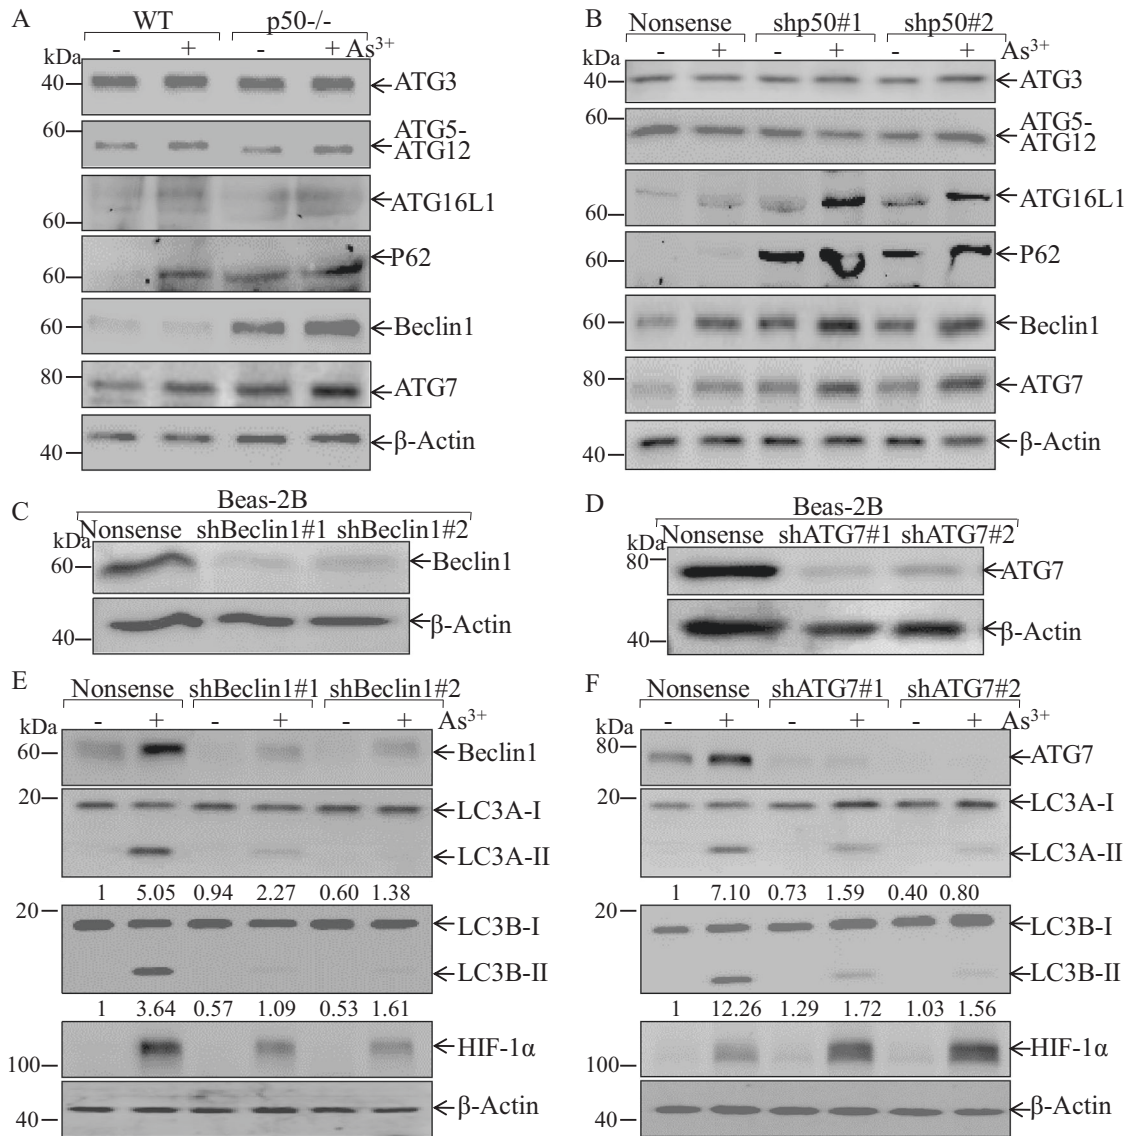 A
WT p50-/-
kDa - + - + As³⁺
40 ATG3
60 ATG5-
ATG12
ATG16L1
60
P62
60
60 Beclin1
80
ATG7
β-Actin
40
B
Nonsense shp50#1 shp50#2
kDa - + - + - +
40 ATG3
60
ATG5-
ATG12
ATG16L1
60
60 P62
60 Beclin1
80
ATG7
β-Actin
40
C
Beas-2B
Nonsense shBeclin1#1 shBeclin1#2
kDa
60 Beclin1
β-Actin
40
D
Beas-2B
Nonsense shATG7#1 shATG7#2
kDa
80
ATG7
β-Actin
40
E
Nonsense shBeclin1#1 shBeclin1#2
kDa - + - + - + As³⁺
60 Beclin1
20
LC3A-I
LC3A-II
1 5.05 0.94 2.27 0.60 1.38
20
LC3B-I
LC3B-II
1 3.64 0.57 1.09 0.53 1.61
HIF-1α
100
β-Actin
40
F
Nonsense shATG7#1 shATG7#2
kDa - + - + - + As³⁺
80
ATG7
20
LC3A-I
LC3A-II
1 7.10 0.73 1.59 0.40 0.80
20
LC3B-I
LC3B-II
1 12.26 1.29 1.72 1.03 1.56
HIF-1α
100
β-Actin
40